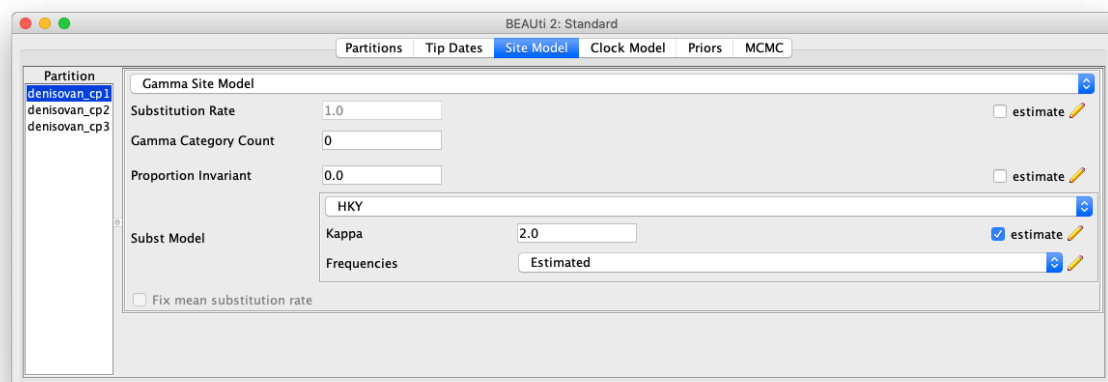 BEAUti 2: Standard
Partitions Tip Dates Site Model Clock Model Priors MCMC
Partition
denisovan_cp1
denisovan_cp2
denisovan_cp3
Gamma Site Model
Substitution Rate 1.0 estimate
Gamma Category Count 0
Proportion Invariant 0.0 estimate
HKY
Subst Model
Kappa 2.0 estimate
Frequencies Estimated
Fix mean substitution rate